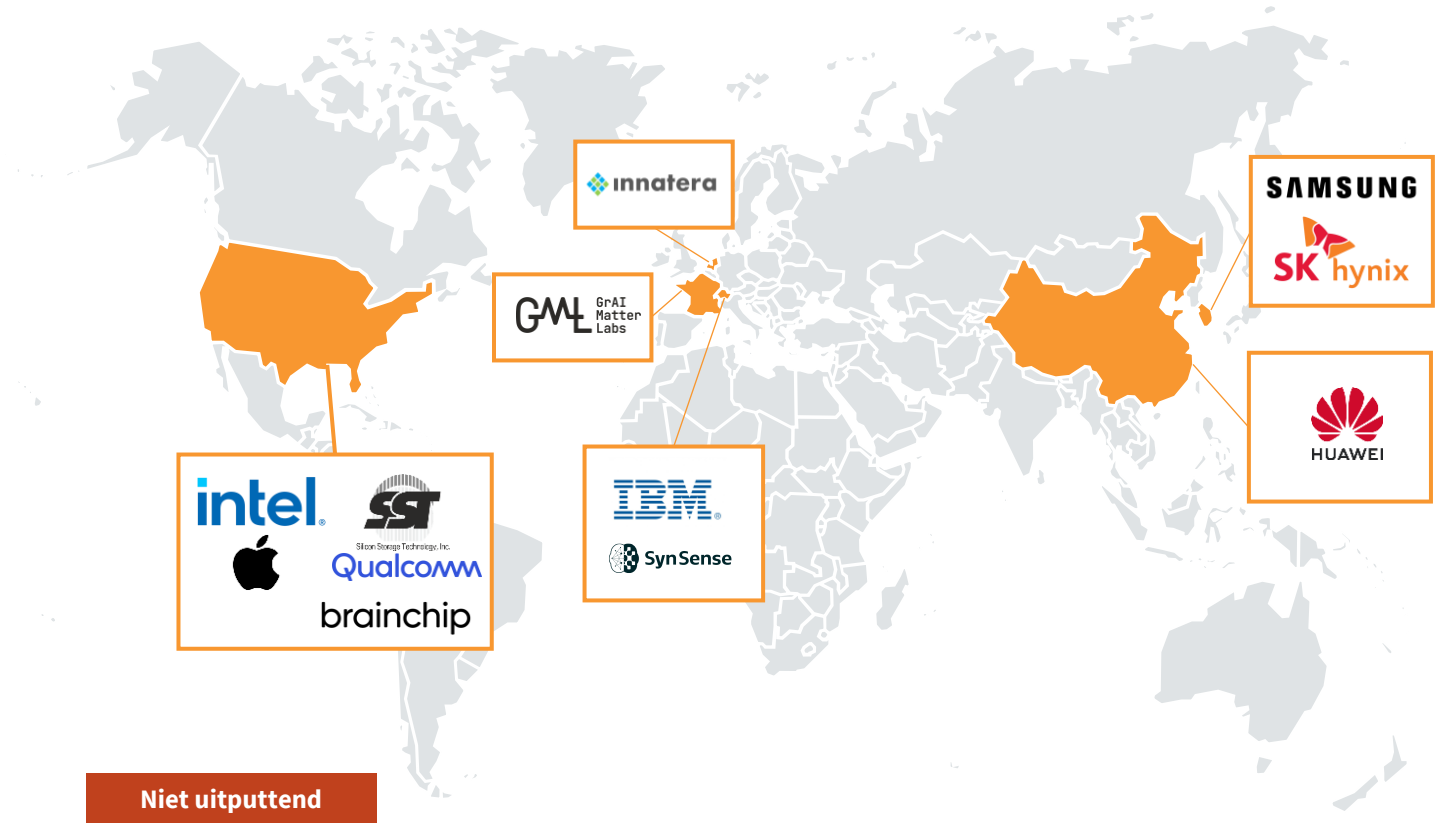 innatera
SAMSUNG
SK hynix
GML GrAI
Matter
Labs
HUAWEI
intel®
SST
Silicon Storage Technology, Inc.
Qualcomm
brainchip
IBM®
SynSense
Niet uitputtend